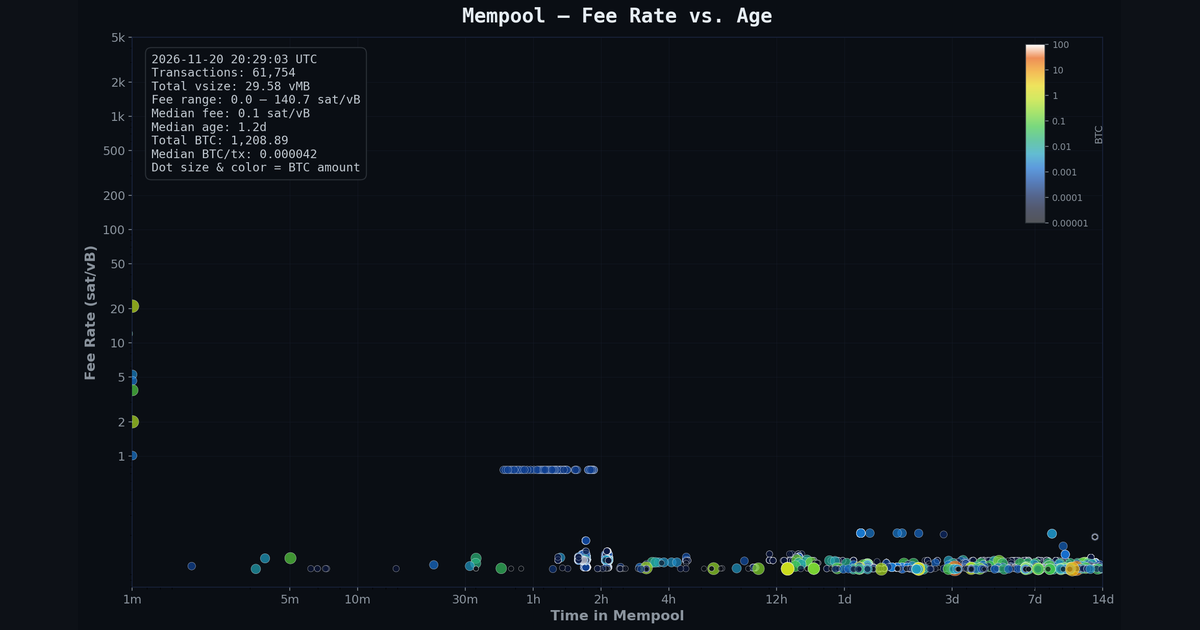 Mempool — Fee Rate vs. Age
2026-11-20 20:29:03 UTC
Transactions: 61,754
Total vsize: 29.58 vMB
Fee range: 0.0 — 140.7 sat/vB
Median fee: 0.1 sat/vB
Median age: 1.2d
Total BTC: 1,208.89
Median BTC/tx: 0.000042
Dot size & color = BTC amount
100
10
1
0.1
0.01
0.001
0.0001
0.00001
BTC
5k
2k
1k
500
200
100
50
20
10
5
2
1
Fee Rate (sat/vB)
1m 5m 10m 30m 1h 2h 4h 12h 1d 3d 7d 14d
Time in Mempool